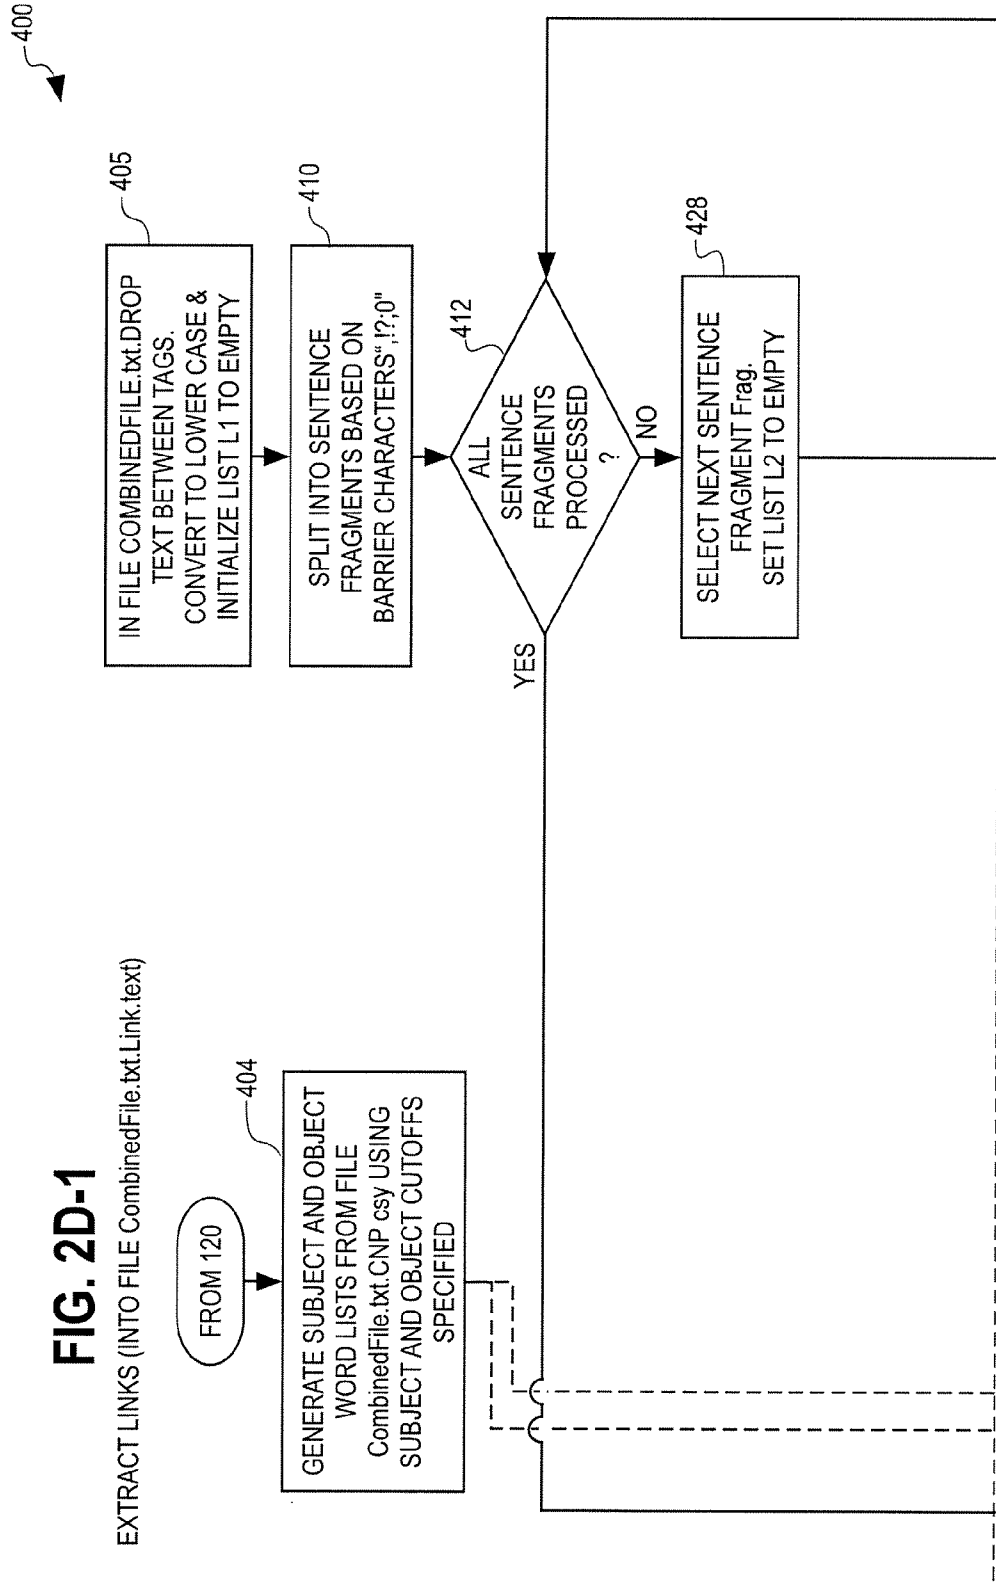 FIG. 2D-1
EXTRACT LINKS (INTO FILE CombinedFile.txt.Link.text)
400
FROM 120
404
GENERATE SUBJECT AND OBJECT
WORD LISTS FROM FILE
CombinedFile.txt.CNP csy USING
SUBJECT AND OBJECT CUTOFFS
SPECIFIED
405
IN FILE COMBINEDFILE.txt.DROP
TEXT BETWEEN TAGS.
CONVERT TO LOWER CASE &
INITIALIZE LIST L1 TO EMPTY
410
SPLIT INTO SENTENCE
FRAGMENTS BASED ON
BARRIER CHARACTERS“,!?;0"
412
ALL
SENTENCE
FRAGMENTS
PROCESSED
?
YES
NO
428
SELECT NEXT SENTENCE
FRAGMENT Frag.
SET LIST L2 TO EMPTY